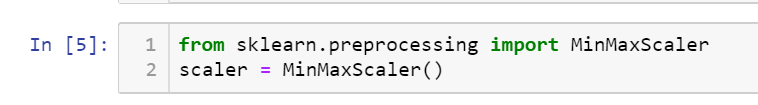 In [5]: 1 from sklearn.preprocessing import MinMaxScaler
2 scaler = MinMaxScaler()